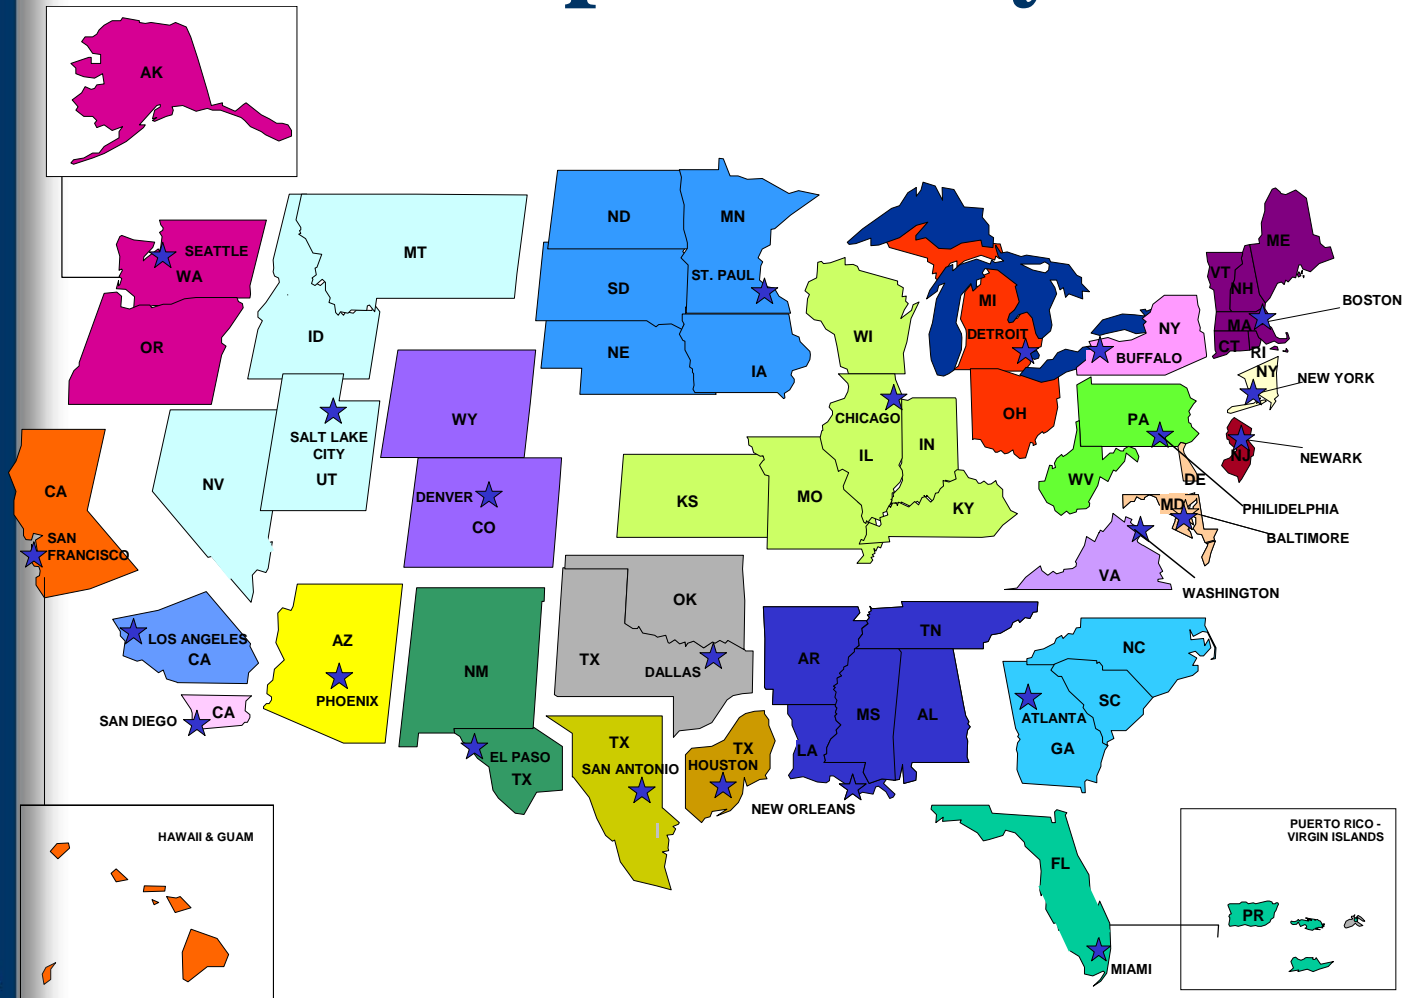 AK
SEATTLE
WA
OR
MT
ID
SALT LAKE
CITY
UT
NV
CA
SAN
FRANCISCO
LOS ANGELES
CA
SAN DIEGO
CA
HAWAII & GUAM
WY
DENVER
CO
AZ
PHOENIX
NM
EL PASO
TX
ND
MN
SD
ST. PAUL
NE
IA
WI
CHICAGO
IL
IN
KS
MO
KY
MI
DETROIT
OH
OK
TX
DALLAS
TX
SAN ANTONIO
TX
HOUSTON
AR
TN
MS
AL
LA
NEW ORLEANS
ME
VT
NH
MA
CT
RI
BOSTON
NY
BUFFALO
NY
NEW YORK
PA
NJ
NEWARK
WV
DE
PHILIDELPHIA
MD
BALTIMORE
VA
WASHINGTON
NC
SC
ATLANTA
GA
FL
MIAMI
PUERTO RICO -
VIRGIN ISLANDS
PR